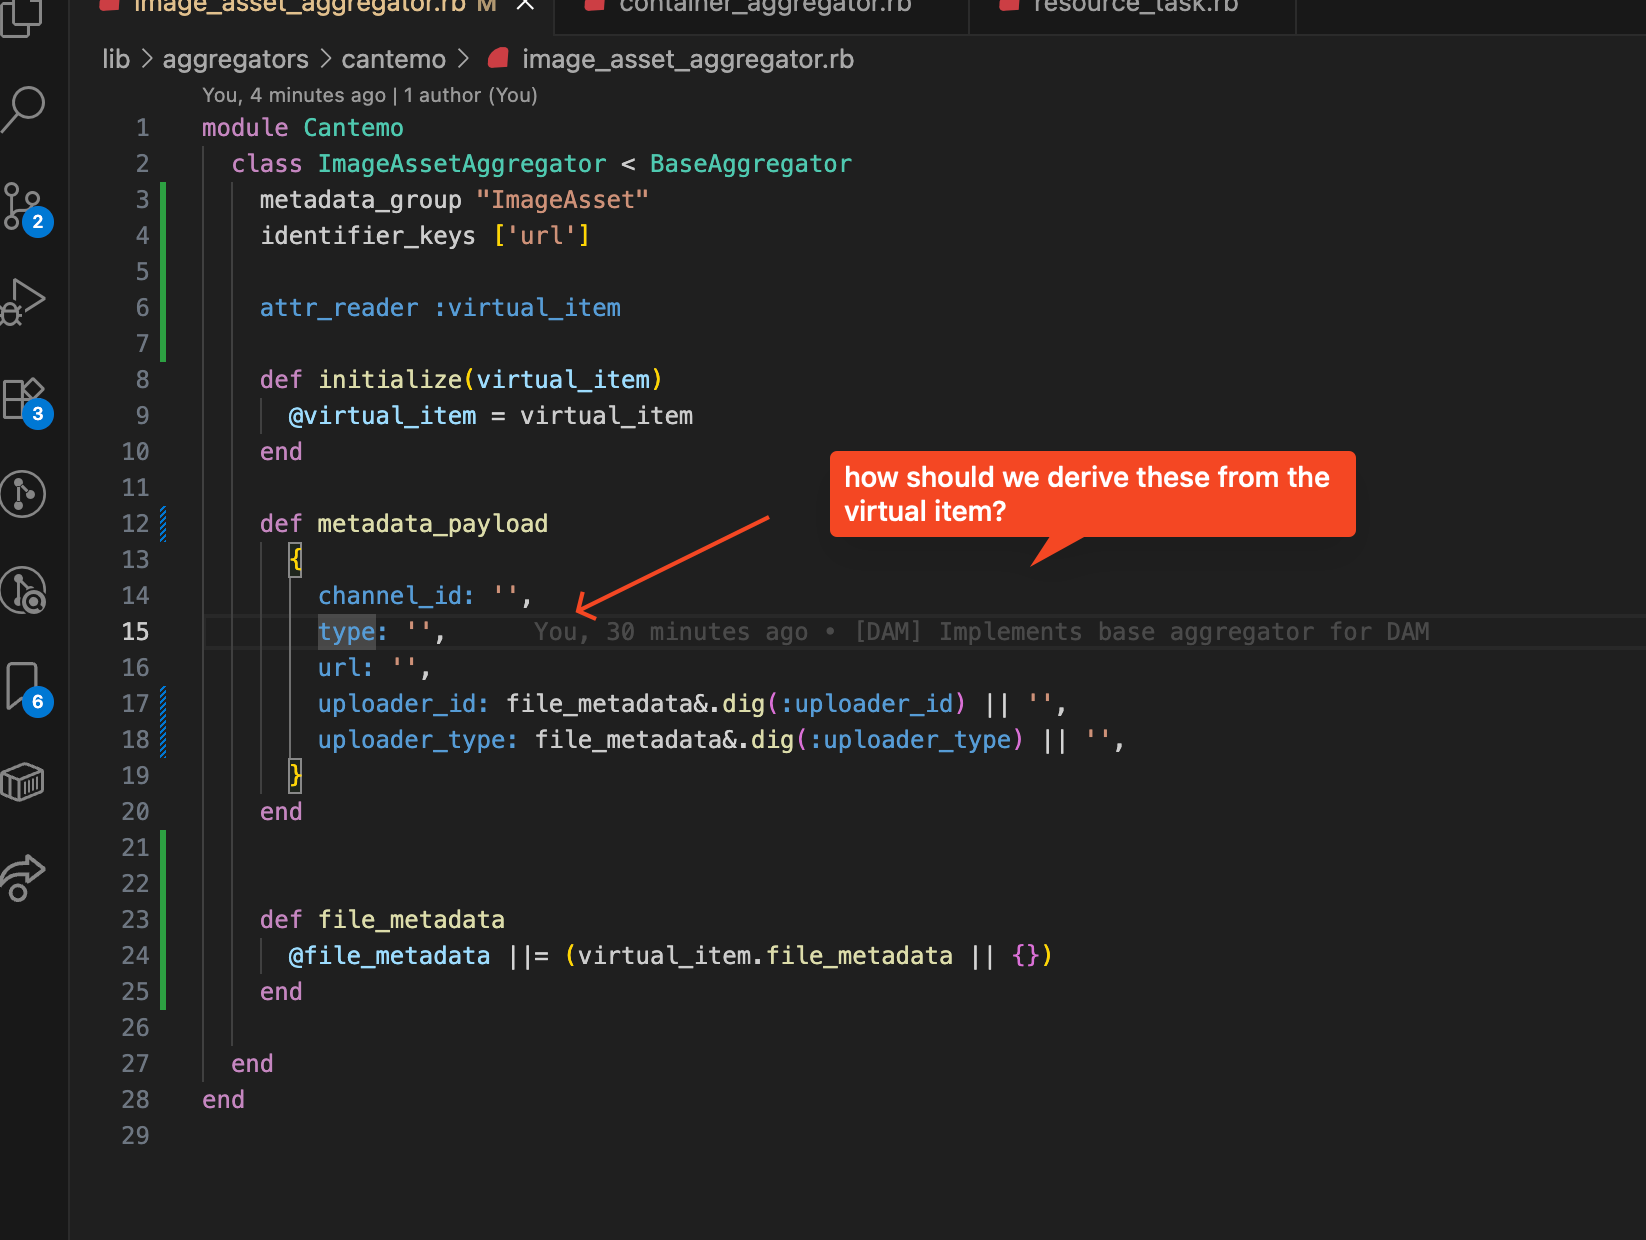 image_asset_aggregator.rb M
container_aggregator.rb
resource_task.rb
lib > aggregators > cantemo > image_asset_aggregator.rb
You, 4 minutes ago | 1 author (You)
1 module Cantemo
2 class ImageAssetAggregator < BaseAggregator
3 metadata_group "ImageAsset"
4 identifier_keys ['url']
5
6 attr_reader :virtual_item
7
8 def initialize(virtual_item)
9 @virtual_item = virtual_item
10 end
11
how should we derive these from the
virtual item?
12 def metadata_payload
13 {
14 channel_id: '',
15 type: '', You, 30 minutes ago • [DAM] Implements base aggregator for DAM
16 url: '',
17 uploader_id: file_metadata&.dig(:uploader_id) || '',
18 uploader_type: file_metadata&.dig(:uploader_type) || '',
19 }
20 end
21
22
23 def file_metadata
24 @file_metadata ||= (virtual_item.file_metadata || {})
25 end
26
27 end
28 end
29
2
3
6